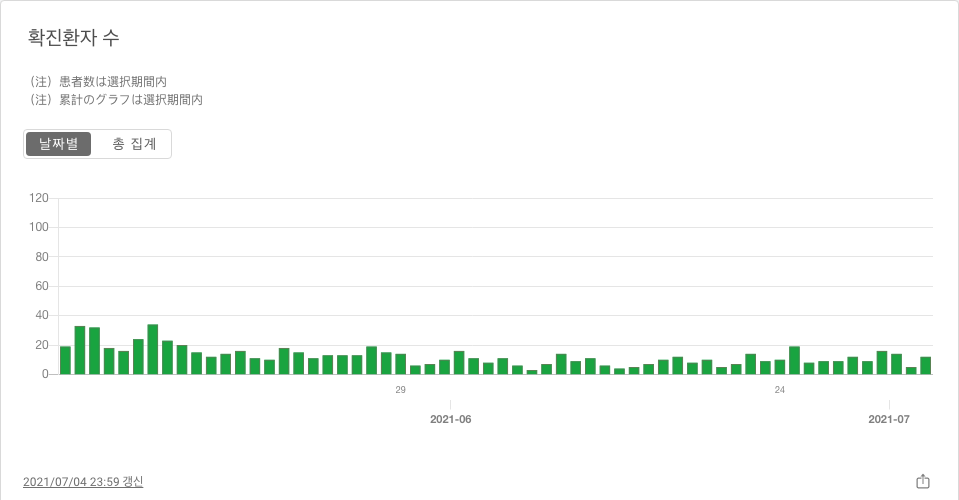 확진환자 수
（注）患者数は選択期間内
（注）累計のグラフは選択期間内
날짜별 총 집계
120
100
80
60
40
20
0
29 24
2021-06 2021-07
2021/07/04 23:59 갱신